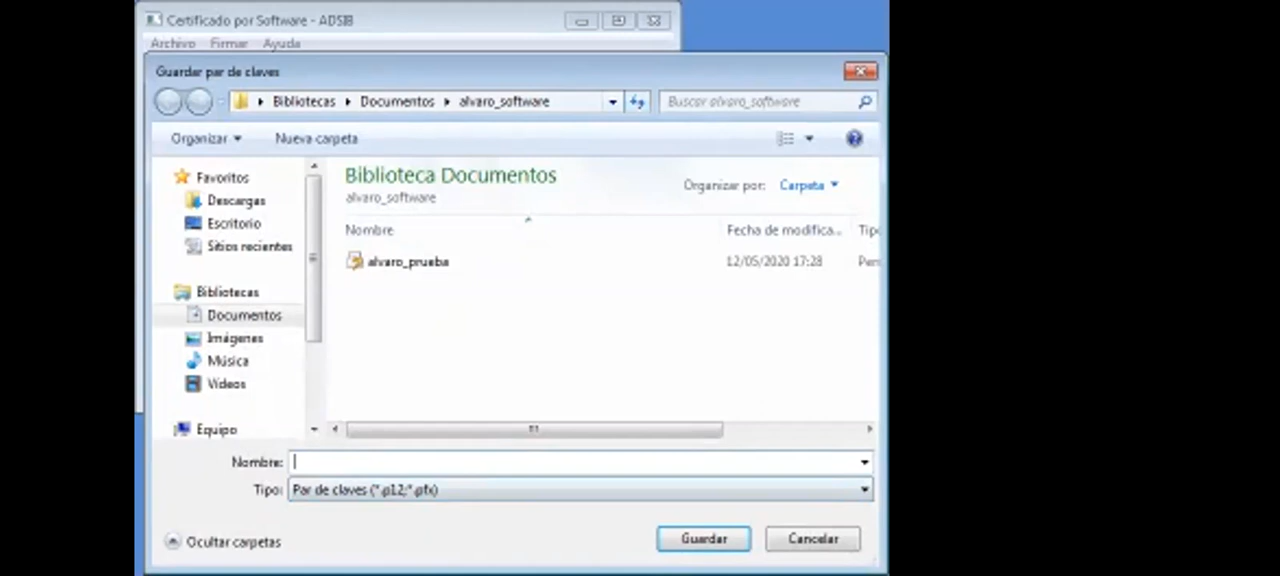 Certificado por Software - ADSIB
Archivo Firmar Ayuda
Guardar par de claves
Bibliotecas Documentos alvaro_software
Buscar alvaro_software
Organizar Nueva carpeta
Favoritos
Descargas
Escritorio
Sitios recientes
Bibliotecas
Documentos
Imágenes
Música
Vídeos
Equipo
Biblioteca Documentos
alvaro_software
Organizar por: Carpeta
Nombre Fecha de modifica... Tipo
alvaro_prueba 12/05/2020 17:28 Pers
Nombre:
Tipo: Par de claves (*.p12;*.pfx)
Ocultar carpetas
Guardar Cancelar